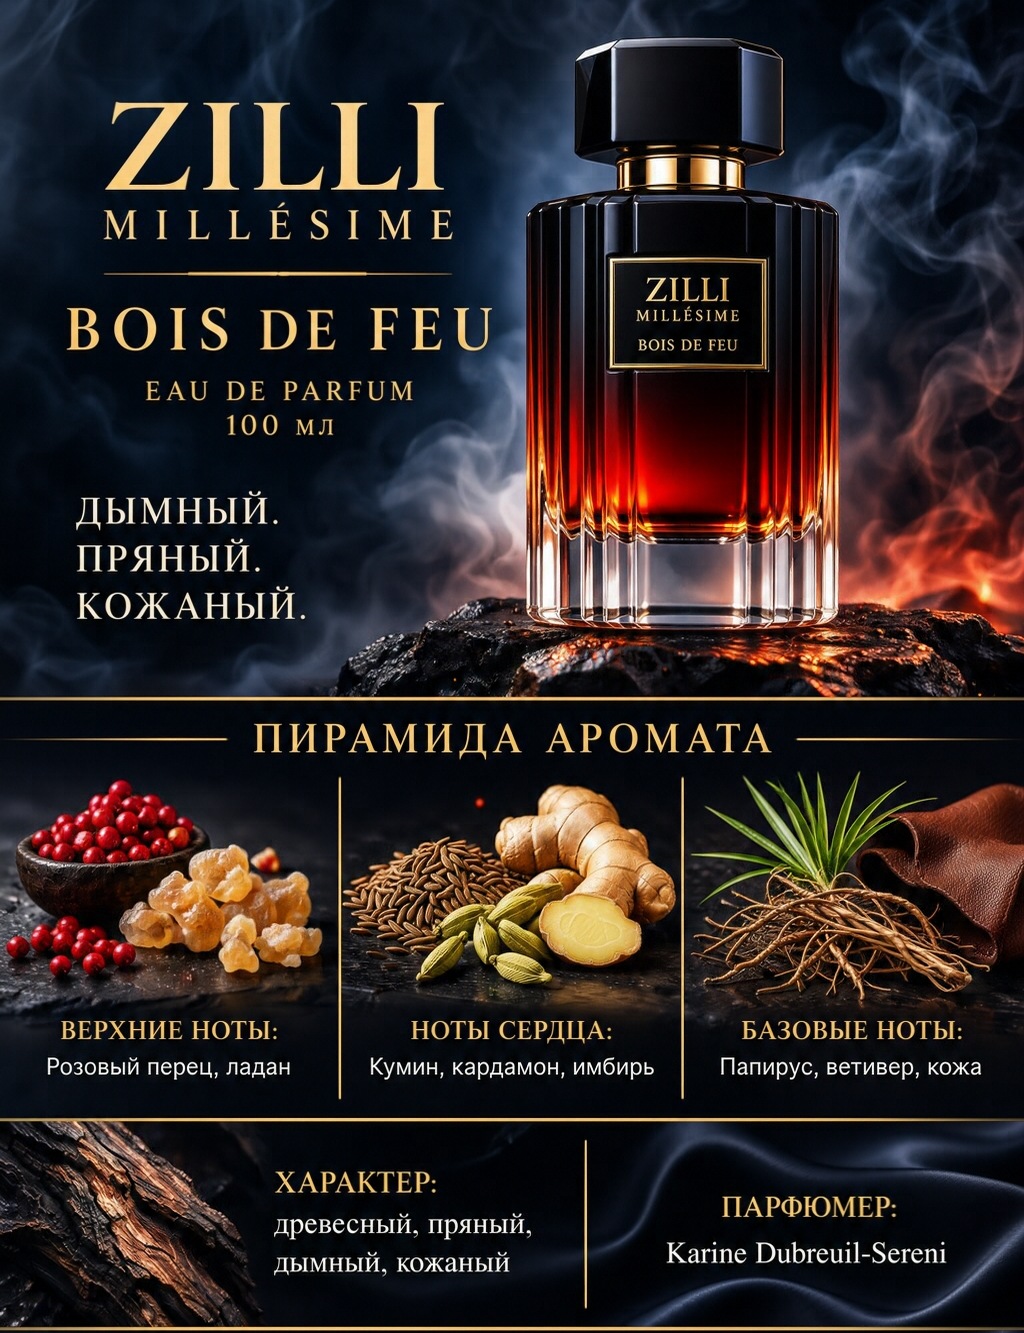 ZILLI
MILLÉSIME
BOIS DE FEU
EAU DE PARFUM
100 мл
ДЫМНЫЙ.
ПРЯНЫЙ.
КОЖАНЫЙ.
ZILLI
MILLÉSIME
BOIS DE FEU
ПИРАМИДА АРОМАТА
ВЕРХНИЕ НОТЫ:
Розовый перец, ладан
НОТЫ СЕРДЦА:
Кумин, кардамон, имбирь
БАЗОВЫЕ НОТЫ:
Папирус, ветивер, кожа
ХАРАКТЕР:
древесный, пряный,
дымный, кожаный
ПАРФЮМЕР:
Karine Dubreuil-Sereni